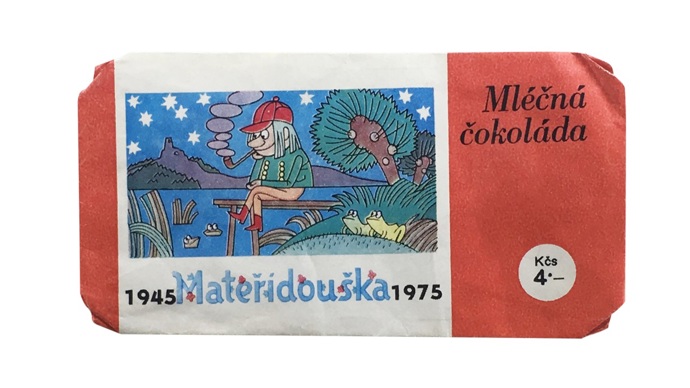 1945 Mateřídouška 1975
Mléčná
čokoláda
Kčs
4·—